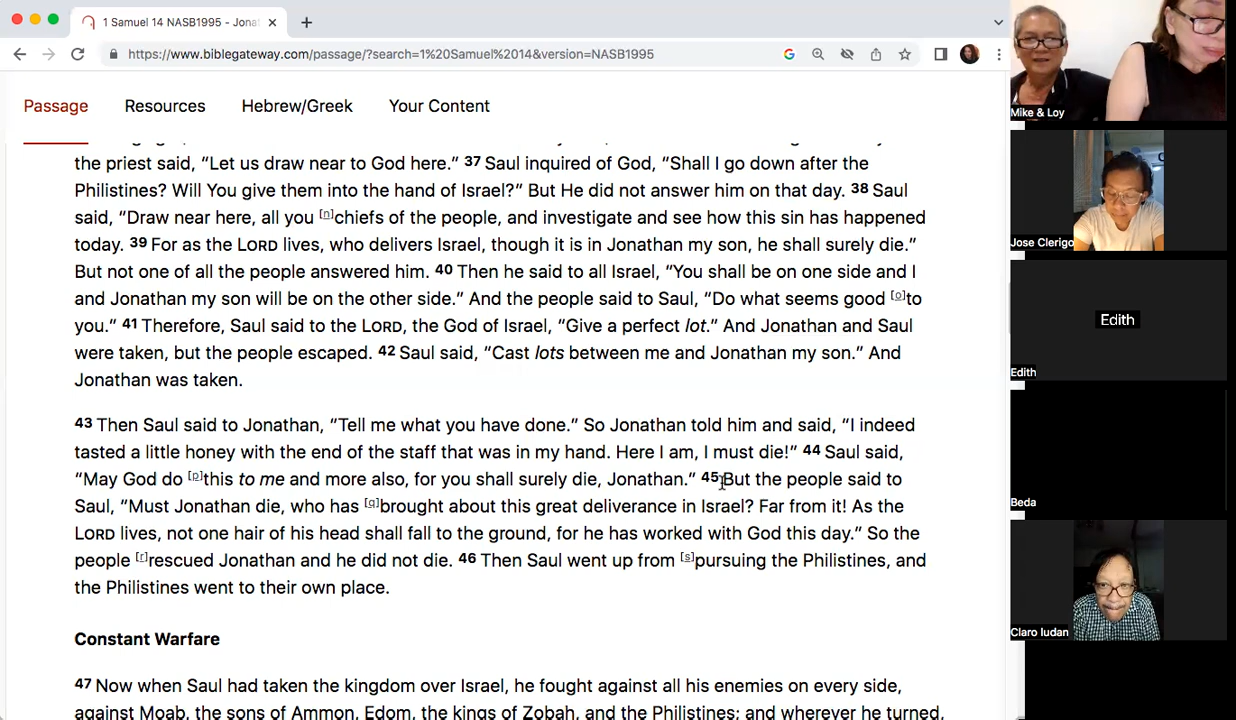 1 Samuel 14 NASB1995 - Jona
https://www.biblegateway.com/passage/?search=1%20Samuel%2014&version=NASB1995
Passage Resources Hebrew/Greek Your Content
the priest said, “Let us draw near to God here.” 37 Saul inquired of God, “Shall I go down after the
Philistines? Will You give them into the hand of Israel?” But He did not answer him on that day. 38 Saul
said, “Draw near here, all you [n]chiefs of the people, and investigate and see how this sin has happened
today. 39 For as the LORD lives, who delivers Israel, though it is in Jonathan my son, he shall surely die.”
But not one of all the people answered him. 40 Then he said to all Israel, “You shall be on one side and I
and Jonathan my son will be on the other side.” And the people said to Saul, “Do what seems good [o]to
you.” 41 Therefore, Saul said to the LORD, the God of Israel, “Give a perfect lot.” And Jonathan and Saul
were taken, but the people escaped. 42 Saul said, “Cast lots between me and Jonathan my son.” And
Jonathan was taken.
43 Then Saul said to Jonathan, “Tell me what you have done.” So Jonathan told him and said, “I indeed
tasted a little honey with the end of the staff that was in my hand. Here I am, I must die!” 44 Saul said,
“May God do [p]this to me and more also, for you shall surely die, Jonathan.” 45 But the people said to
Saul, “Must Jonathan die, who has [q]brought about this great deliverance in Israel? Far from it! As the
LORD lives, not one hair of his head shall fall to the ground, for he has worked with God this day.” So the
people [r]rescued Jonathan and he did not die. 46 Then Saul went up from [s]pursuing the Philistines, and
the Philistines went to their own place.
Constant Warfare
47 Now when Saul had taken the kingdom over Israel, he fought against all his enemies on every side,
against Moab, the sons of Ammon, Edom, the kings of Zobah, and the Philistines; and wherever he turned,
Mike & Loy
Jose Clerigo
Edith
Edith
Beda
Claro Iudan